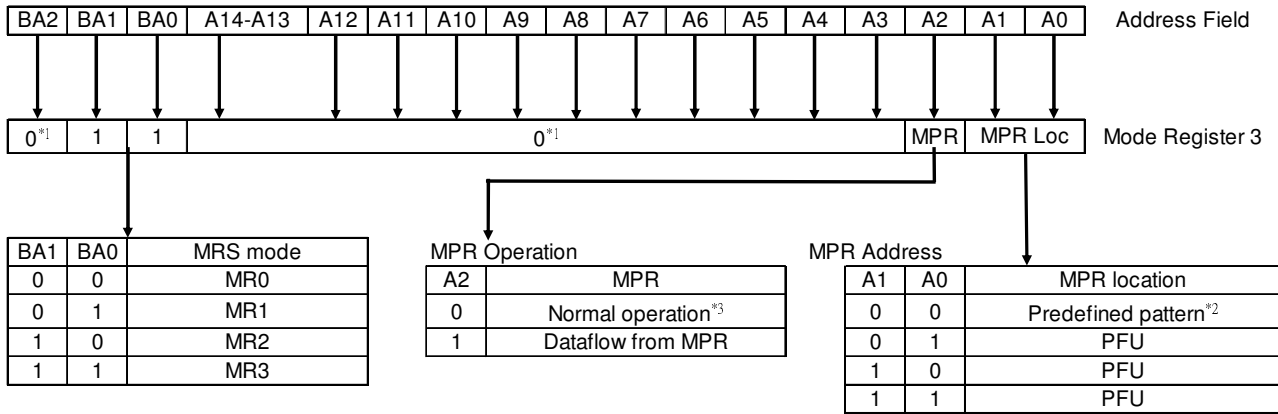 BA2 BA1 BA0 A14-A13 A12 A11 A10 A9 A8 A7 A6 A5 A4 A3 A2 A1 A0 Address Field
0*1 1 1 0*1 MPR MPR Loc Mode Register 3
BA1 BA0 MRS mode
0 0 MR0
0 1 MR1
1 0 MR2
1 1 MR3
MPR Operation
A2 MPR
0 Normal operation*3
1 Dataflow from MPR
MPR Address
A1 A0 MPR location
0 0 Predefined pattern*2
0 1 PFU
1 0 PFU
1 1 PFU